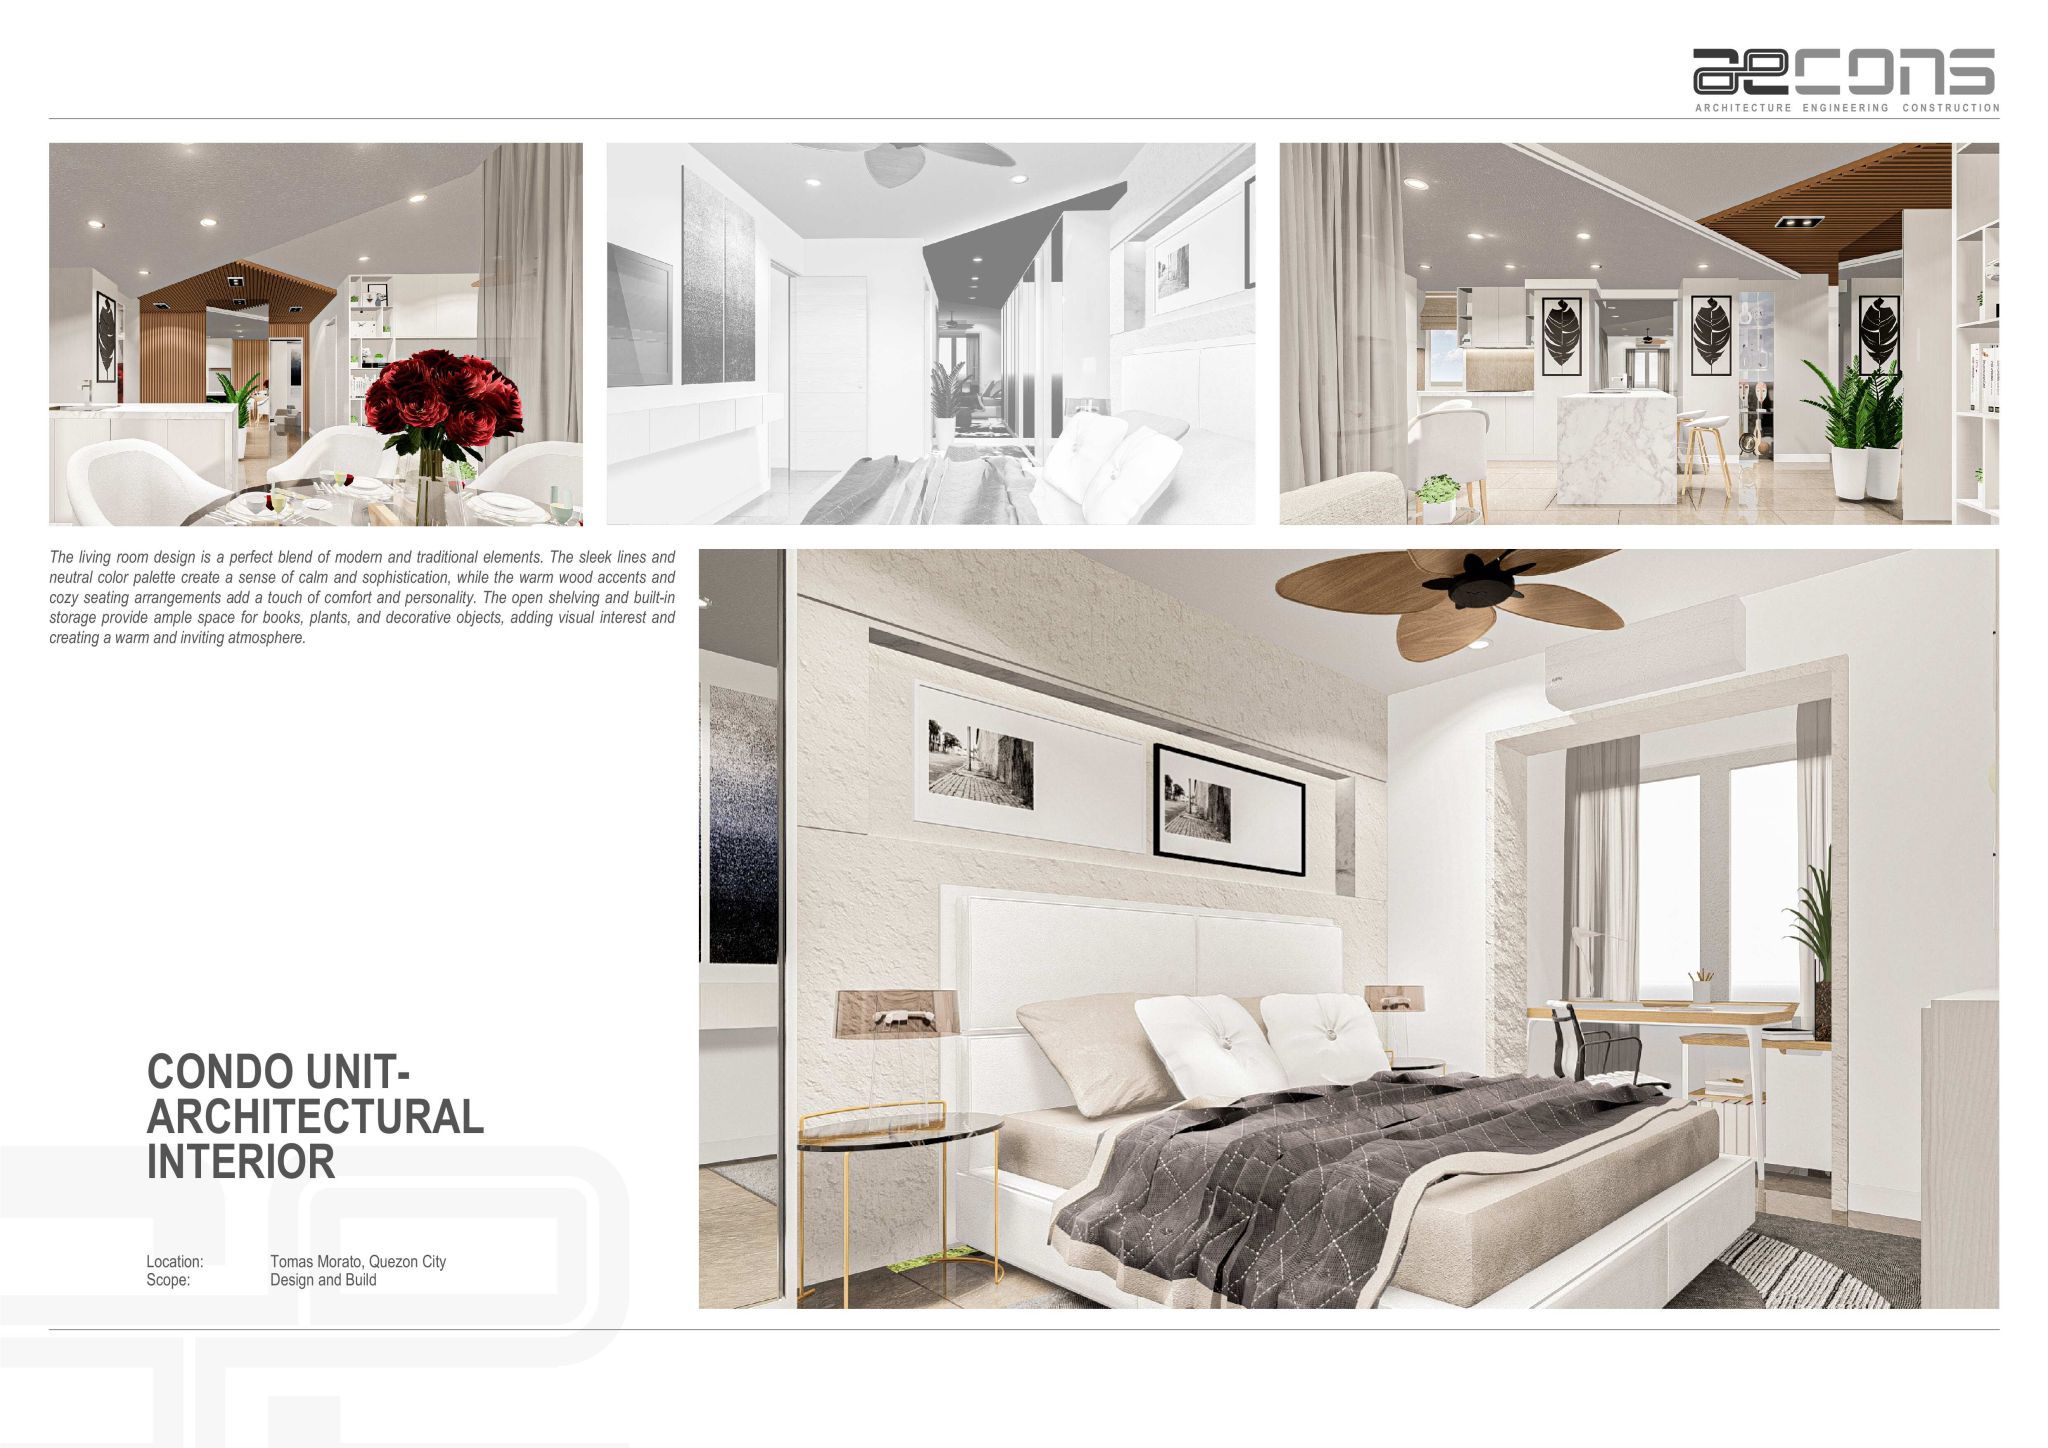 aecons
ARCHITECTURE ENGINEERING CONSTRUCTION
The living room design is a perfect blend of modern and traditional elements. The sleek lines and
neutral color palette create a sense of calm and sophistication, while the warm wood accents and
cozy seating arrangements add a touch of comfort and personality. The open shelving and built-in
storage provide ample space for books, plants, and decorative objects, adding visual interest and
creating a warm and inviting atmosphere.
CONDO UNIT-
ARCHITECTURAL
INTERIOR
Location: Tomas Morato, Quezon City
Scope: Design and Build